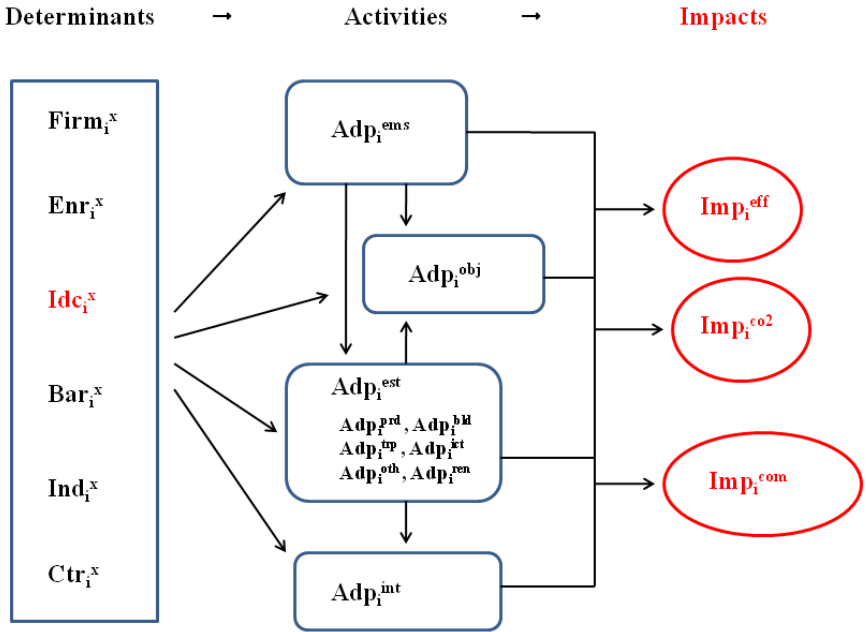 Determinants → Activities → Impacts
Firmᵢˣ
Enrᵢˣ
Idcᵢˣ
Barᵢˣ
Indᵢˣ
Ctrᵢˣ
Adpᵢᵉᵐˢ
Adpᵢᵒᵇʲ
Adpᵢᵉˢᵗ
Adpᵢᵖʳᵈ, Adpᵢᵇˡᵈ
Adpᵢᵗʳᵖ, Adpᵢⁱᶜᵗ
Adpᵢᵒᵗʰ, Adpᵢʳᵉⁿ
Adpᵢⁱⁿᵗ
Impᵢᵉᶠᶠ
Impᵢᶜᵒ²
Impᵢᶜᵒᵐ